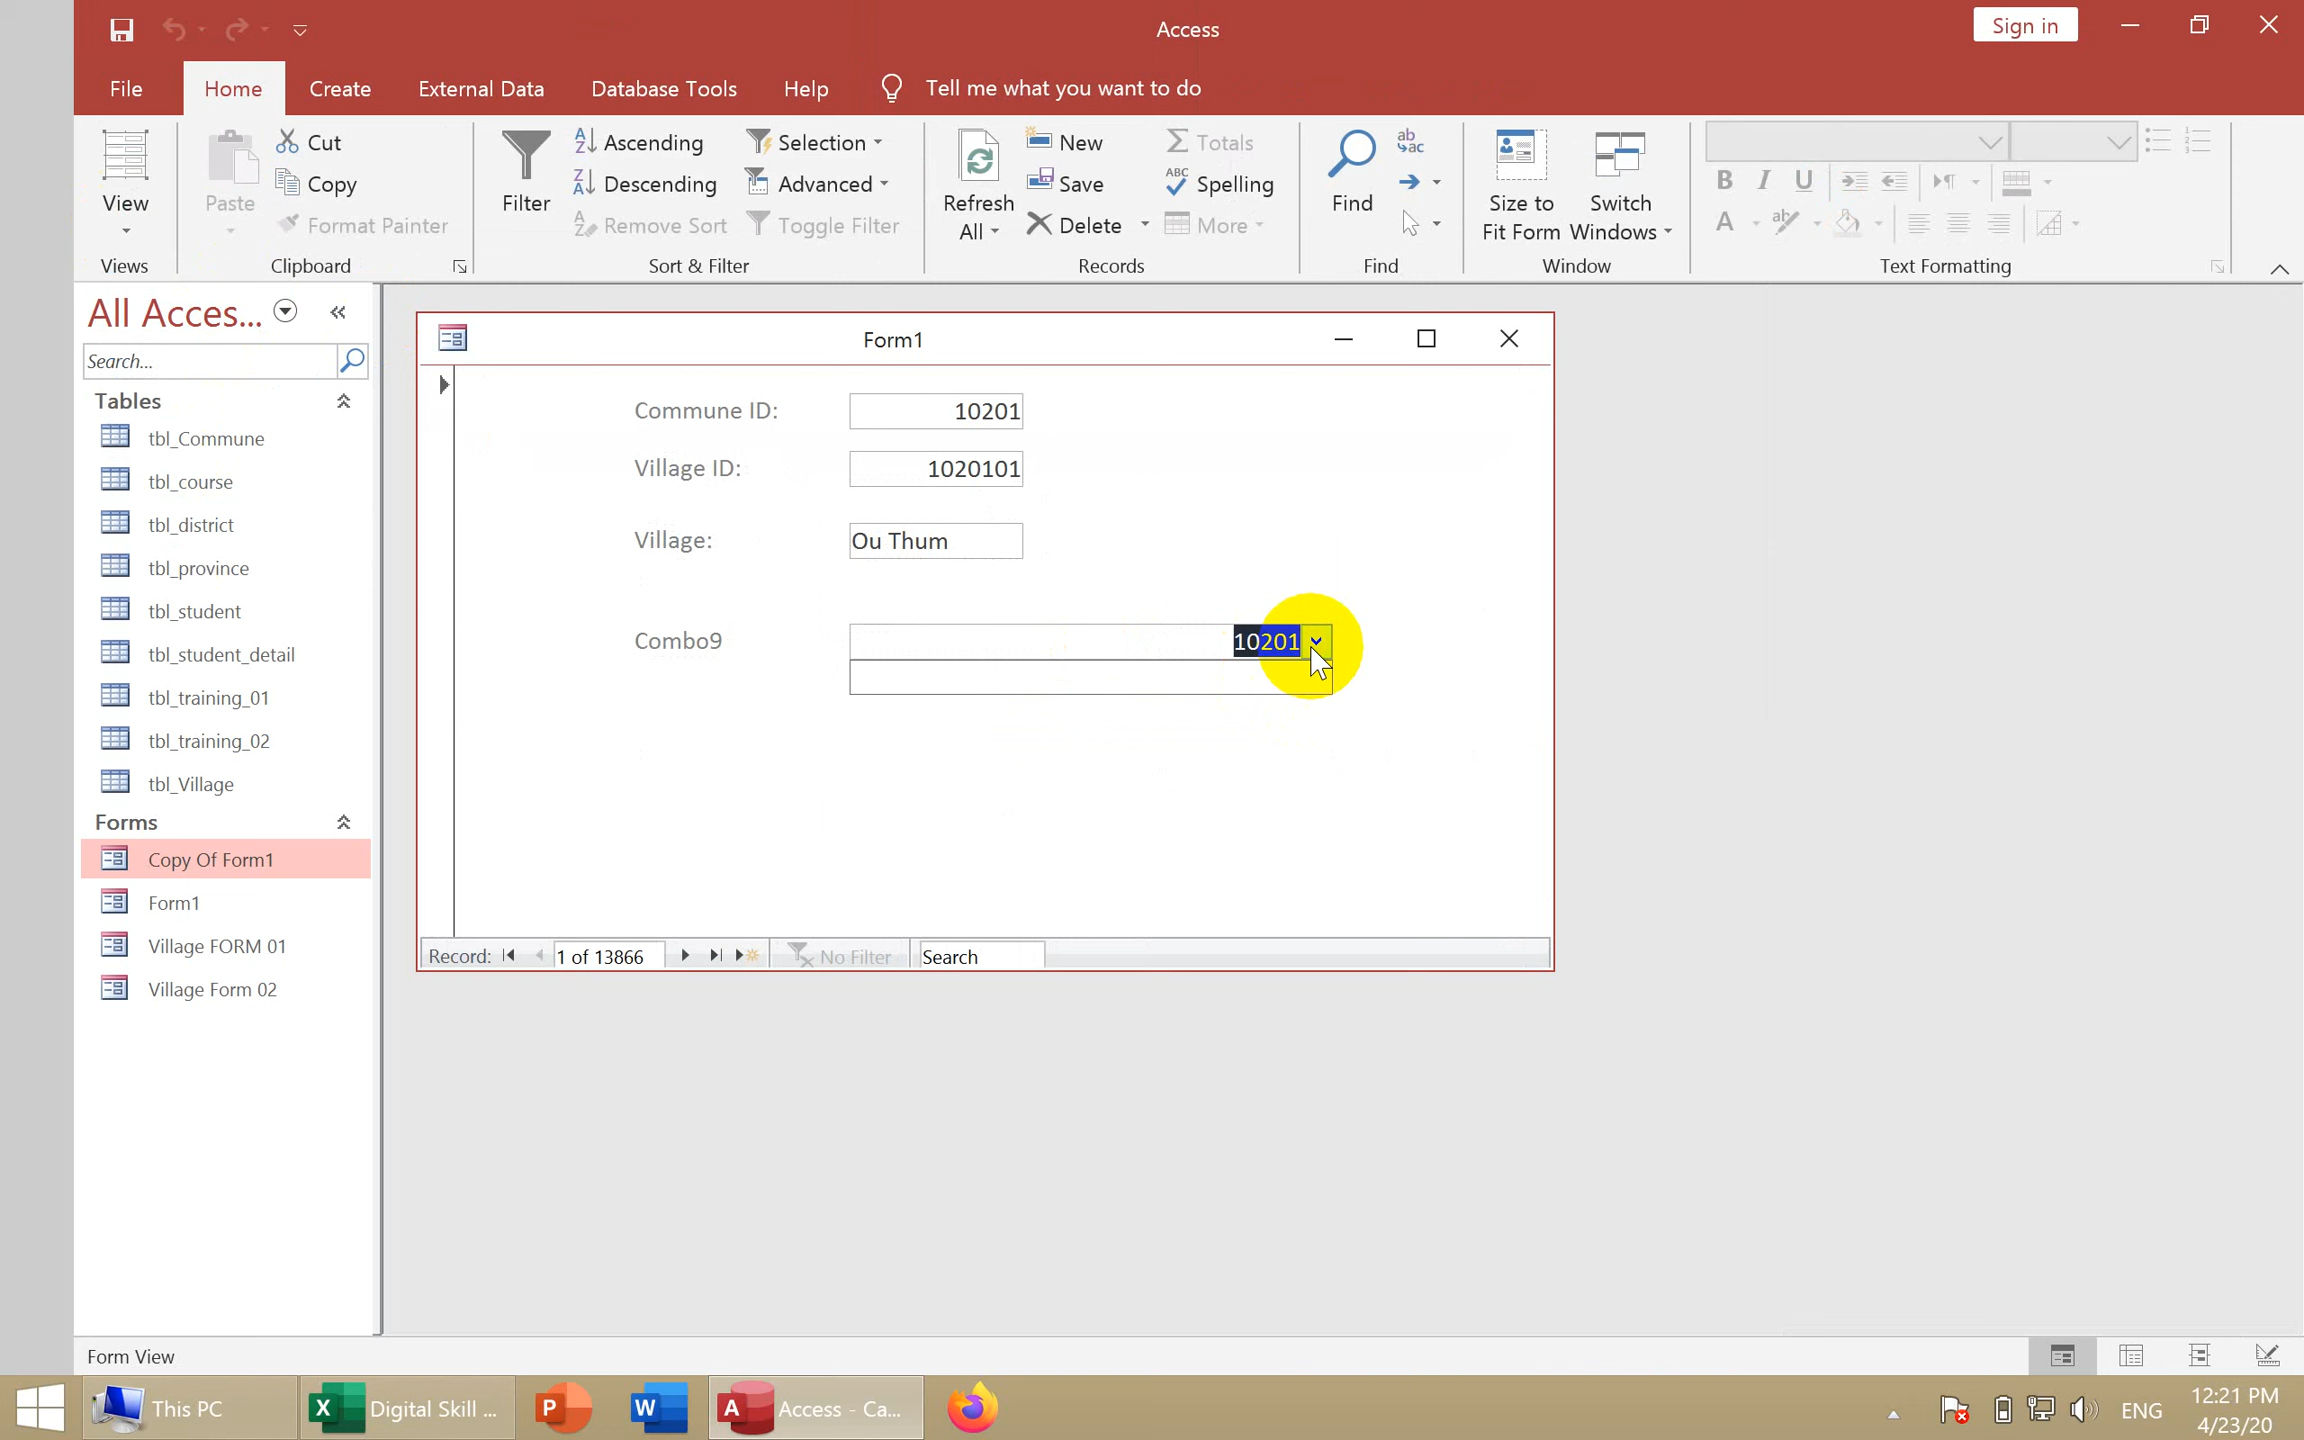 Access
Sign in
File Home Create External Data Database Tools Help Tell me what you want to do
View
Views
Paste
Cut
Copy
Format Painter
Clipboard
Filter
Ascending
Descending
Remove Sort
Selection
Advanced
Toggle Filter
Sort & Filter
Refresh
All
New
Save
Delete
Totals
Spelling
More
Records
Find
Find
Size to
Fit Form
Switch
Windows
Window
Text Formatting
All Acces...
Search...
Tables
tbl_Commune
tbl_course
tbl_district
tbl_province
tbl_student
tbl_student_detail
tbl_training_01
tbl_training_02
tbl_Village
Forms
Copy Of Form1
Form1
Village FORM 01
Village Form 02
Form1
Commune ID: 10201
Village ID: 1020101
Village: Ou Thum
Combo9 10201
Record: 1 of 13866 No Filter Search
Form View
This PC
Digital Skill ...
Access - Ca...
ENG
12:21 PM
4/23/20